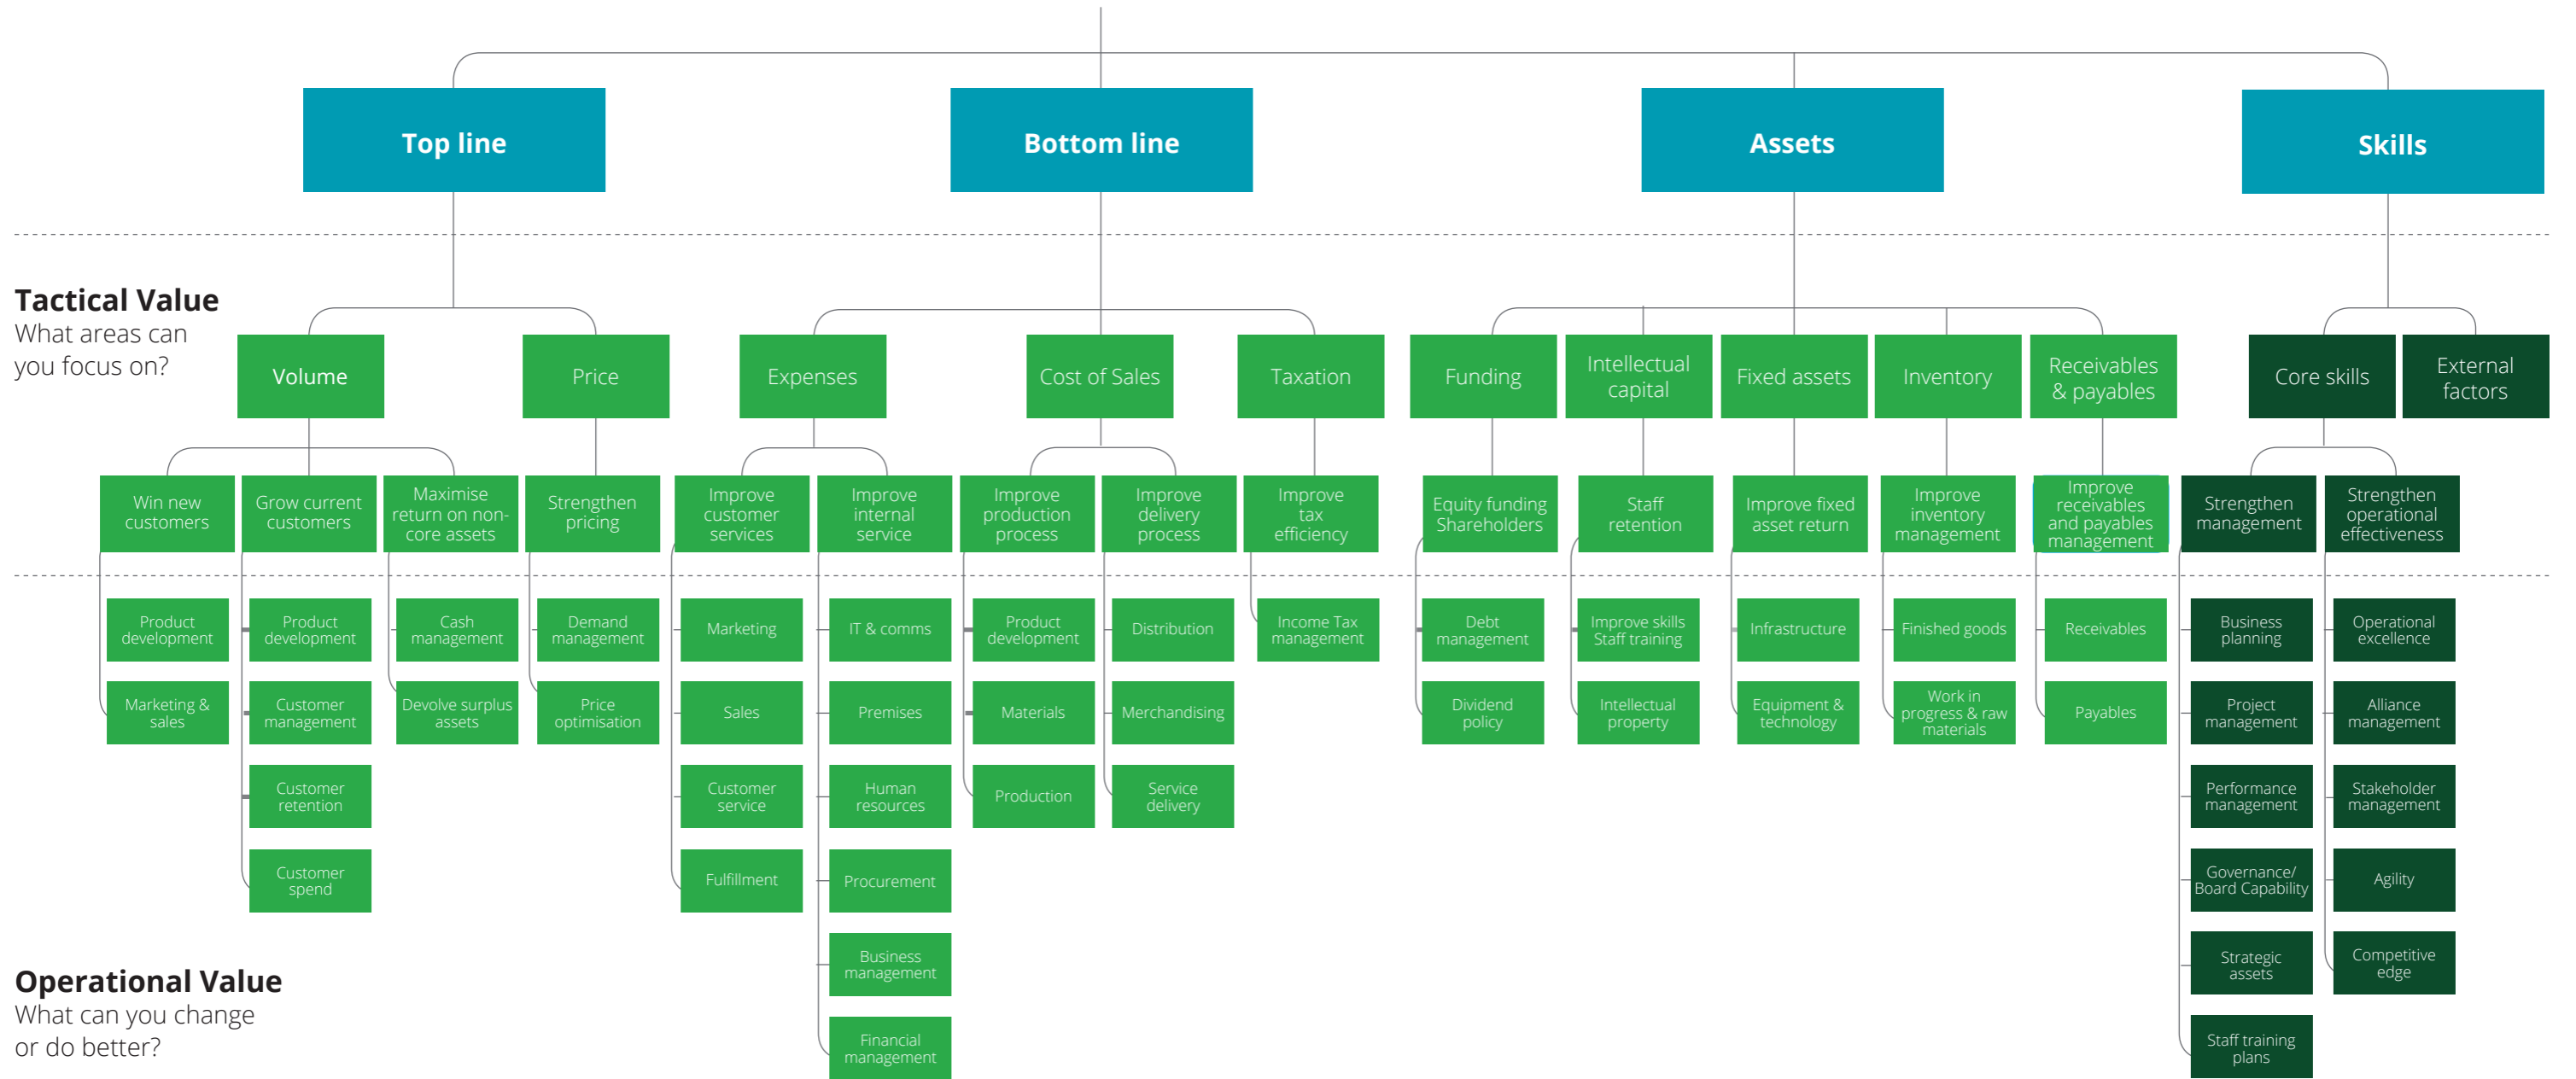 Top line
Bottom line
Assets
Skills
Tactical Value
What areas can
you focus on?
Volume
Price
Expenses
Cost of Sales
Taxation
Funding
Intellectual
capital
Fixed assets
Inventory
Receivables
& payables
Core skills
External
factors
Win new
customers
Grow current
customers
Maximise
return on non-
core assets
Strengthen
pricing
Improve
customer
services
Improve
internal
service
Improve
production
process
Improve
delivery
process
Improve
tax
efficiency
Equity funding
Shareholders
Staff
retention
Improve fixed
asset return
Improve
inventory
management
Improve
receivables
and payables
management
Strengthen
management
Strengthen
operational
effectiveness
Product
development
Marketing &
sales
Product
development
Customer
management
Customer
retention
Customer
spend
Cash
management
Devolve surplus
assets
Demand
management
Price
optimisation
Marketing
Sales
Customer
service
Fulfillment
IT & comms
Premises
Human
resources
Procurement
Business
management
Financial
management
Product
development
Materials
Production
Distribution
Merchandising
Service
delivery
Income Tax
management
Debt
management
Dividend
policy
Improve skills
Staff training
Intellectual
property
Infrastructure
Equipment &
technology
Finished goods
Work in
progress & raw
materials
Receivables
Payables
Business
planning
Project
management
Performance
management
Governance/
Board Capability
Strategic
assets
Staff training
plans
Operational
excellence
Alliance
management
Stakeholder
management
Agility
Competitive
edge
Operational Value
What can you change
or do better?